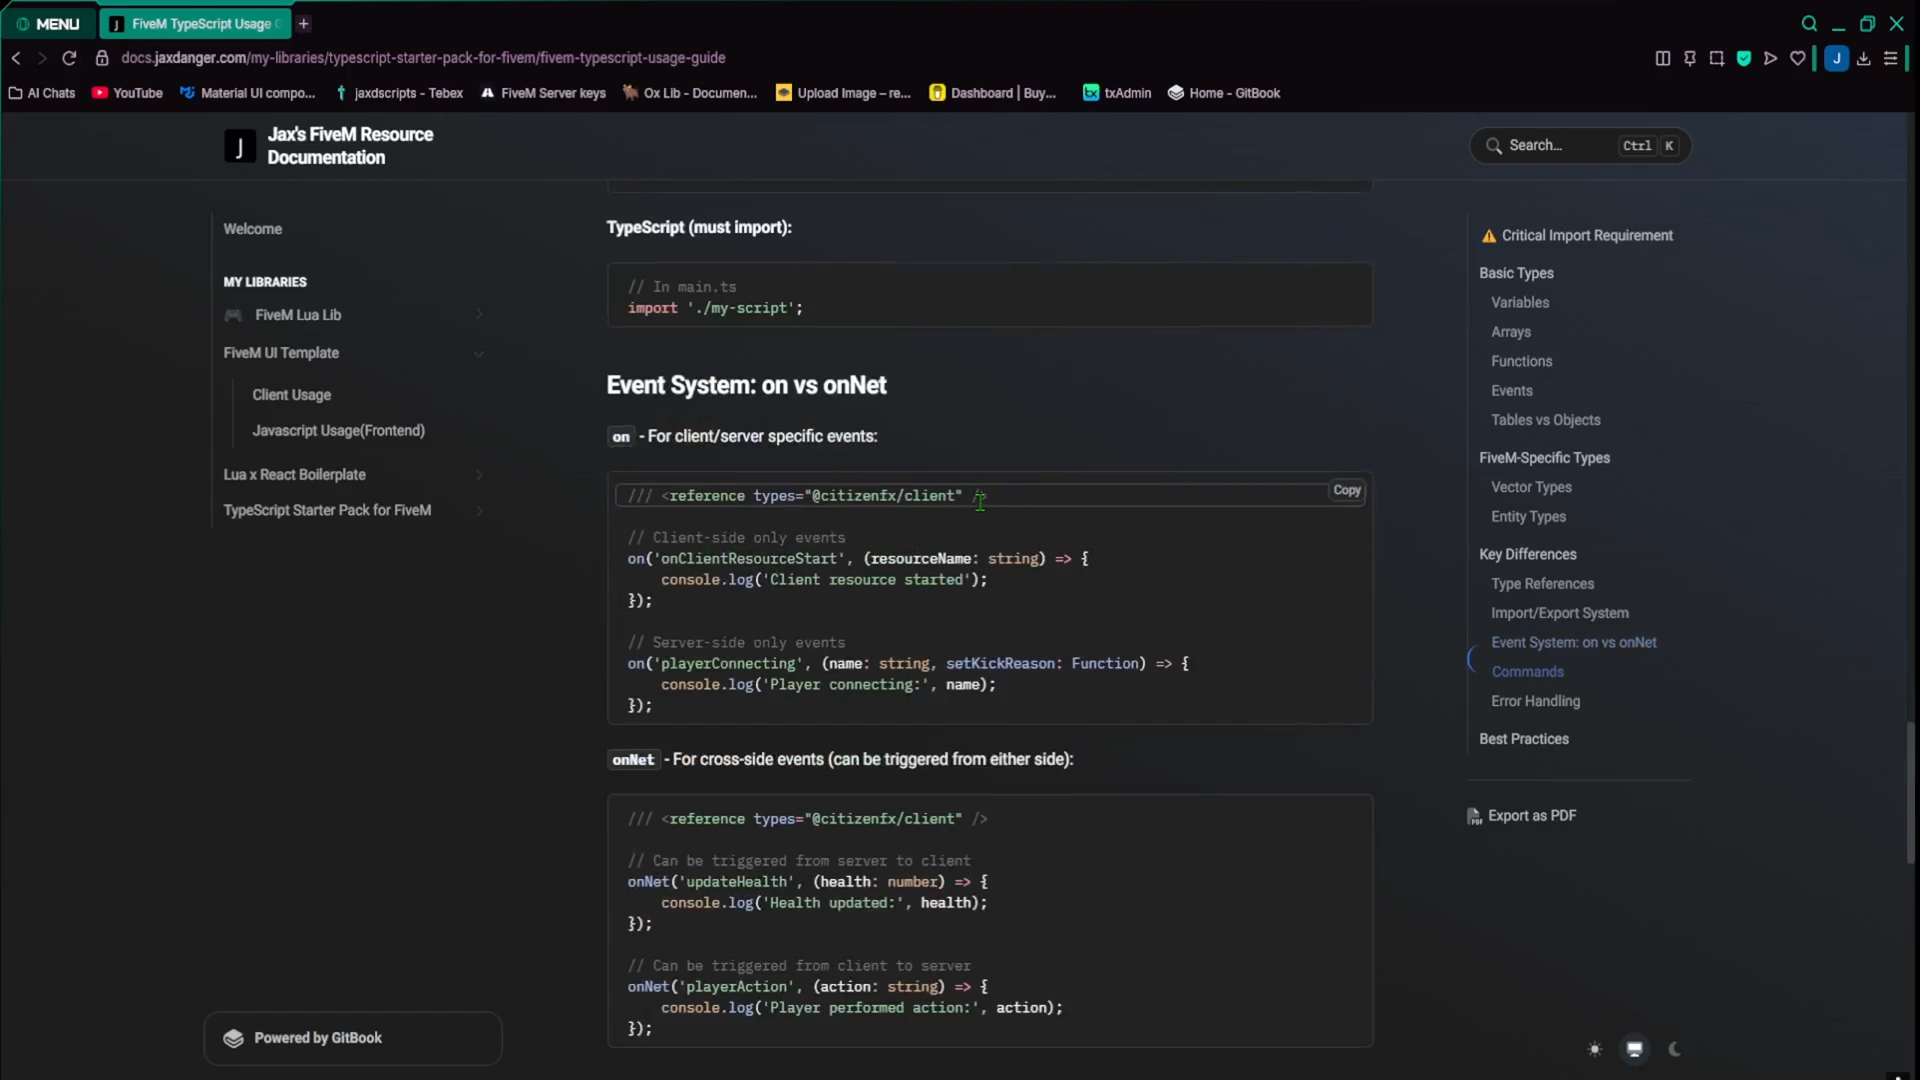 MENU
FiveM TypeScript Usage G
docs.jaxdanger.com/my-libraries/typescript-starter-pack-for-fivem/fivem-typescript-usage-guide
J
AI Chats
YouTube
Material UI compo...
jaxdscripts - Tebex
FiveM Server keys
Ox Lib - Documen...
Upload Image – re...
Dashboard | Buy...
txAdmin
Home - GitBook
J
Jax's FiveM Resource
Documentation
Search...
Ctrl K
Welcome
MY LIBRARIES
FiveM Lua Lib
FiveM UI Template
Client Usage
Javascript Usage(Frontend)
Lua x React Boilerplate
TypeScript Starter Pack for FiveM
Powered by GitBook
TypeScript (must import):
// In main.ts
import './my-script';
Event System: on vs onNet
on - For client/server specific events:
/// <reference types="@citizenfx/client" />
Copy
// Client-side only events
on('onClientResourceStart', (resourceName: string) => {
console.log('Client resource started');
});
// Server-side only events
on('playerConnecting', (name: string, setKickReason: Function) => {
console.log('Player connecting:', name);
});
onNet - For cross-side events (can be triggered from either side):
/// <reference types="@citizenfx/client" />
// Can be triggered from server to client
onNet('updateHealth', (health: number) => {
console.log('Health updated:', health);
});
// Can be triggered from client to server
onNet('playerAction', (action: string) => {
console.log('Player performed action:', action);
});
Critical Import Requirement
Basic Types
Variables
Arrays
Functions
Events
Tables vs Objects
FiveM-Specific Types
Vector Types
Entity Types
Key Differences
Type References
Import/Export System
Event System: on vs onNet
Commands
Error Handling
Best Practices
Export as PDF